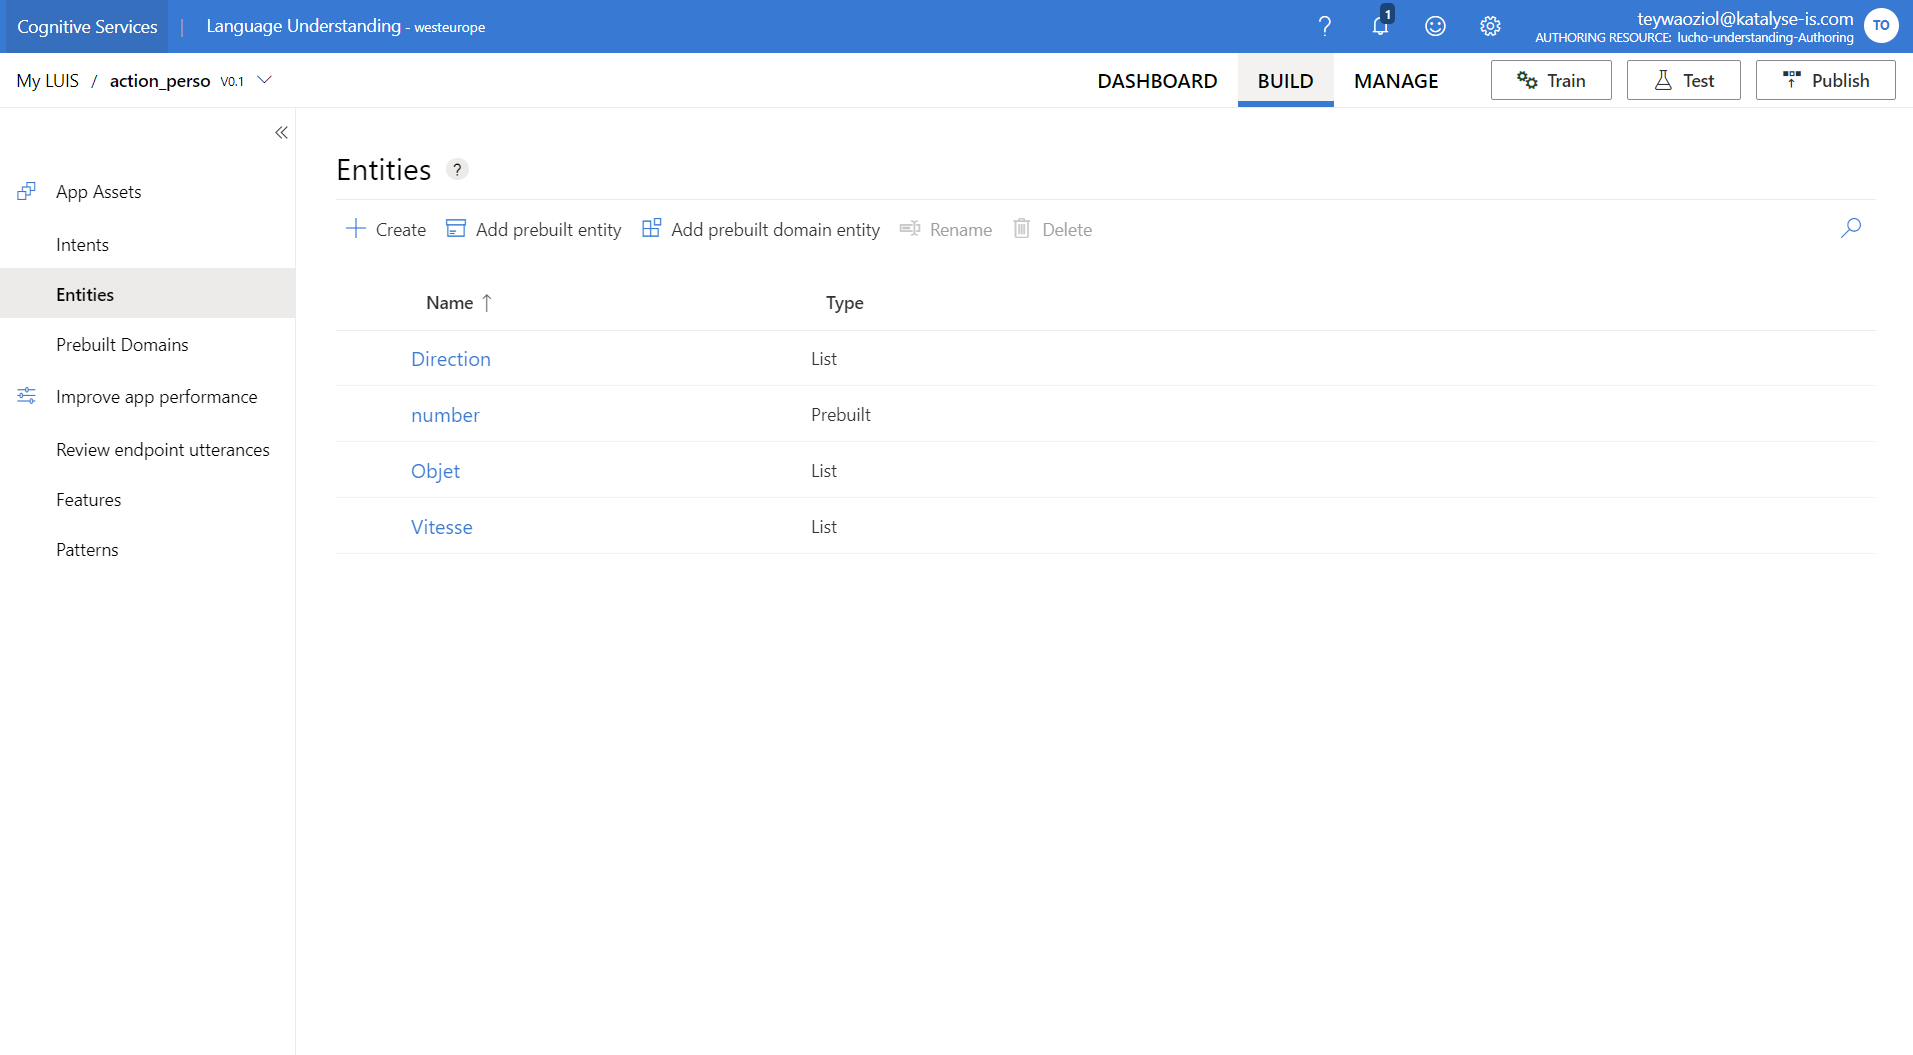 Cognitive Services | Language Understanding - westeurope ? 1 teywaoziol@katalyse-is.com TO
AUTHORING RESOURCE: lucho-understanding-Authoring
My LUIS / action_perso V0.1 DASHBOARD BUILD MANAGE Train Test Publish
App Assets
Intents
Entities
Prebuilt Domains
Improve app performance
Review endpoint utterances
Features
Patterns
Entities ?
Create Add prebuilt entity Add prebuilt domain entity Rename Delete
Name ↑ Type
Direction List
number Prebuilt
Objet List
Vitesse List